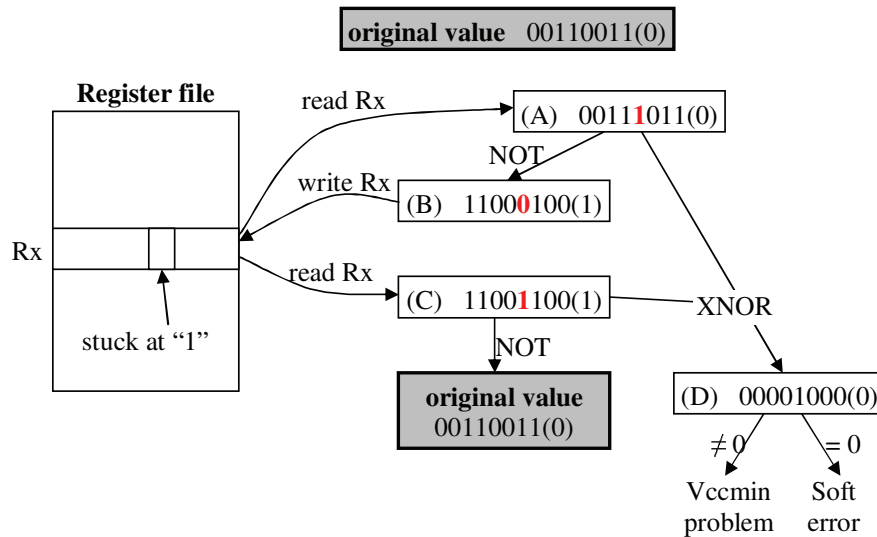 original value 00110011(0)
Register file
read Rx
(A) 00111011(0)
NOT
write Rx
(B) 11000100(1)
Rx
read Rx
(C) 11001100(1)
XNOR
stuck at “1”
NOT
original value
00110011(0)
(D) 00001000(0)
≠ 0
= 0
Vccmin
problem
Soft
error